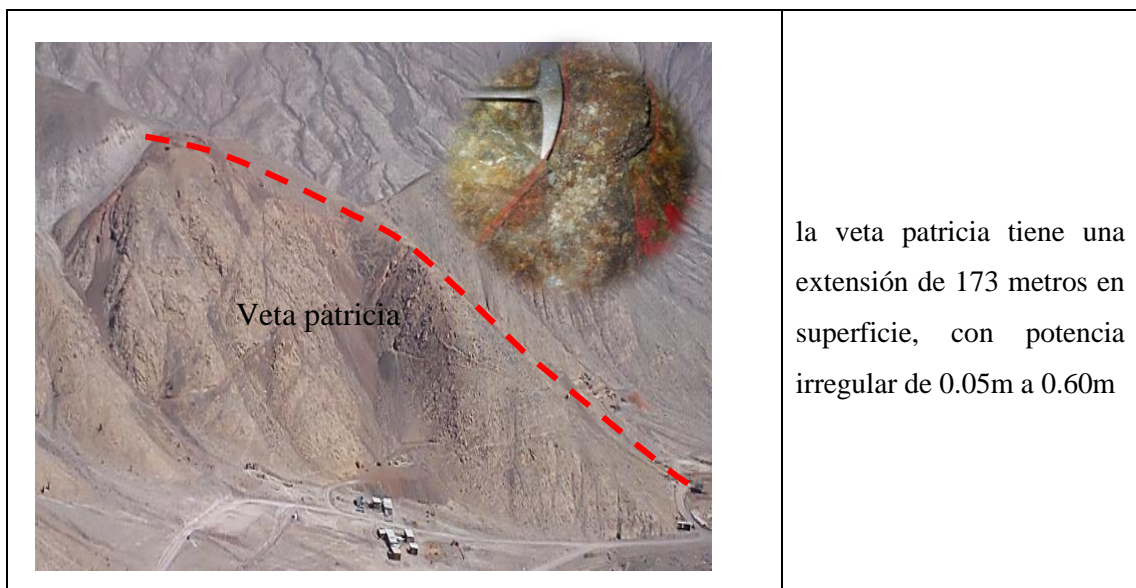 Veta patricia
la veta patricia tiene una
extensión de 173 metros en
superficie, con potencia
irregular de 0.05m a 0.60m